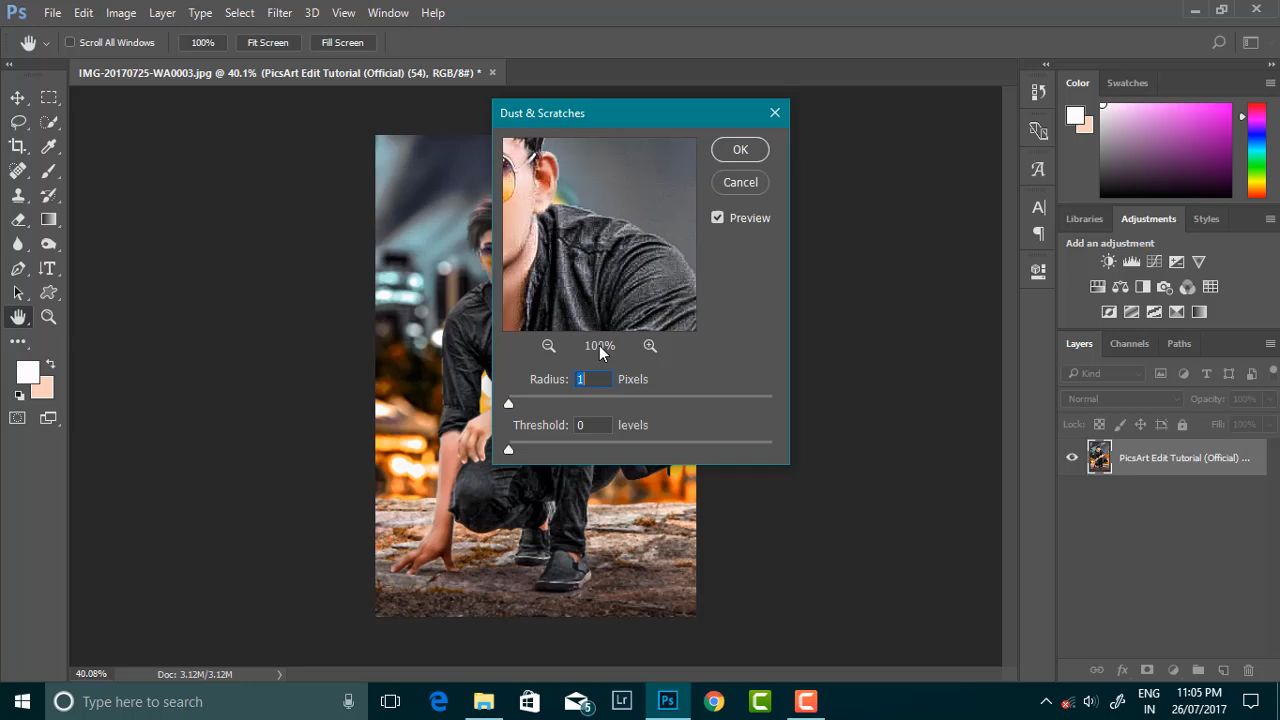 Ps File Edit Image Layer Type Select Filter 3D View Window Help
Scroll All Windows 100% Fit Screen Fill Screen
IMG-20170725-WA0003.jpg @ 40.1% (PicsArt Edit Tutorial (Official) (54), RGB/8#) *
Dust & Scratches
OK
Cancel
Preview
100%
Radius: 1 Pixels
Threshold: 0 levels
Color Swatches
Libraries Adjustments Styles
Add an adjustment
Layers Channels Paths
Kind
Normal Opacity: 100%
Lock: Fill: 100%
PicsArt Edit Tutorial (Official) ...
40.08% Doc: 3.12M/3.12M
Type here to search
5
Lr
Ps
ENG
IN
11:05 PM
26/07/2017